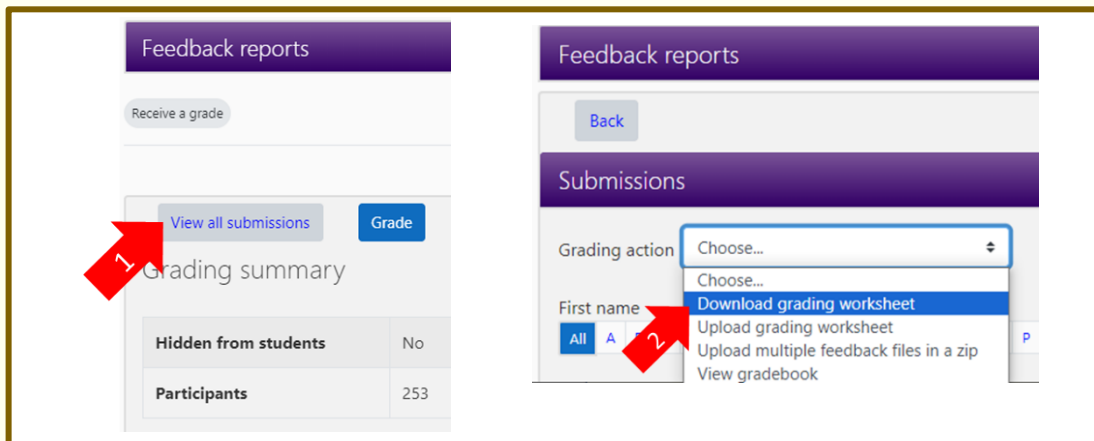 Feedback reports
Receive a grade
View all submissions
Grade
1
Grading summary
Hidden from students No
Participants 253
Feedback reports
Back
Submissions
Grading action Choose...
Choose...
Download grading worksheet
Upload grading worksheet
Upload multiple feedback files in a zip
View gradebook
First name
All A P
2